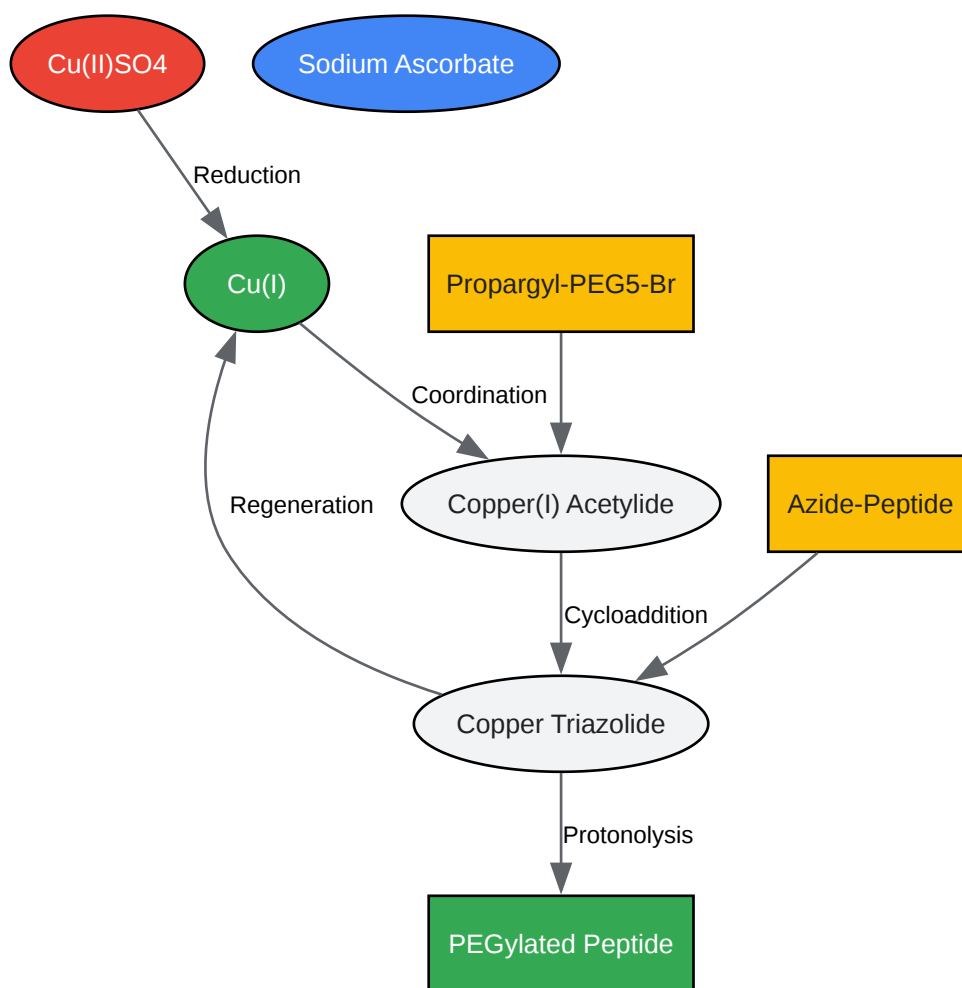 Cu(II)SO4
Sodium Ascorbate
Reduction
Cu(I)
Propargyl-PEG5-Br
Coordination
Copper(I) Acetylide
Azide-Peptide
Regeneration
Cycloaddition
Copper Triazolide
Protonolysis
PEGylated Peptide